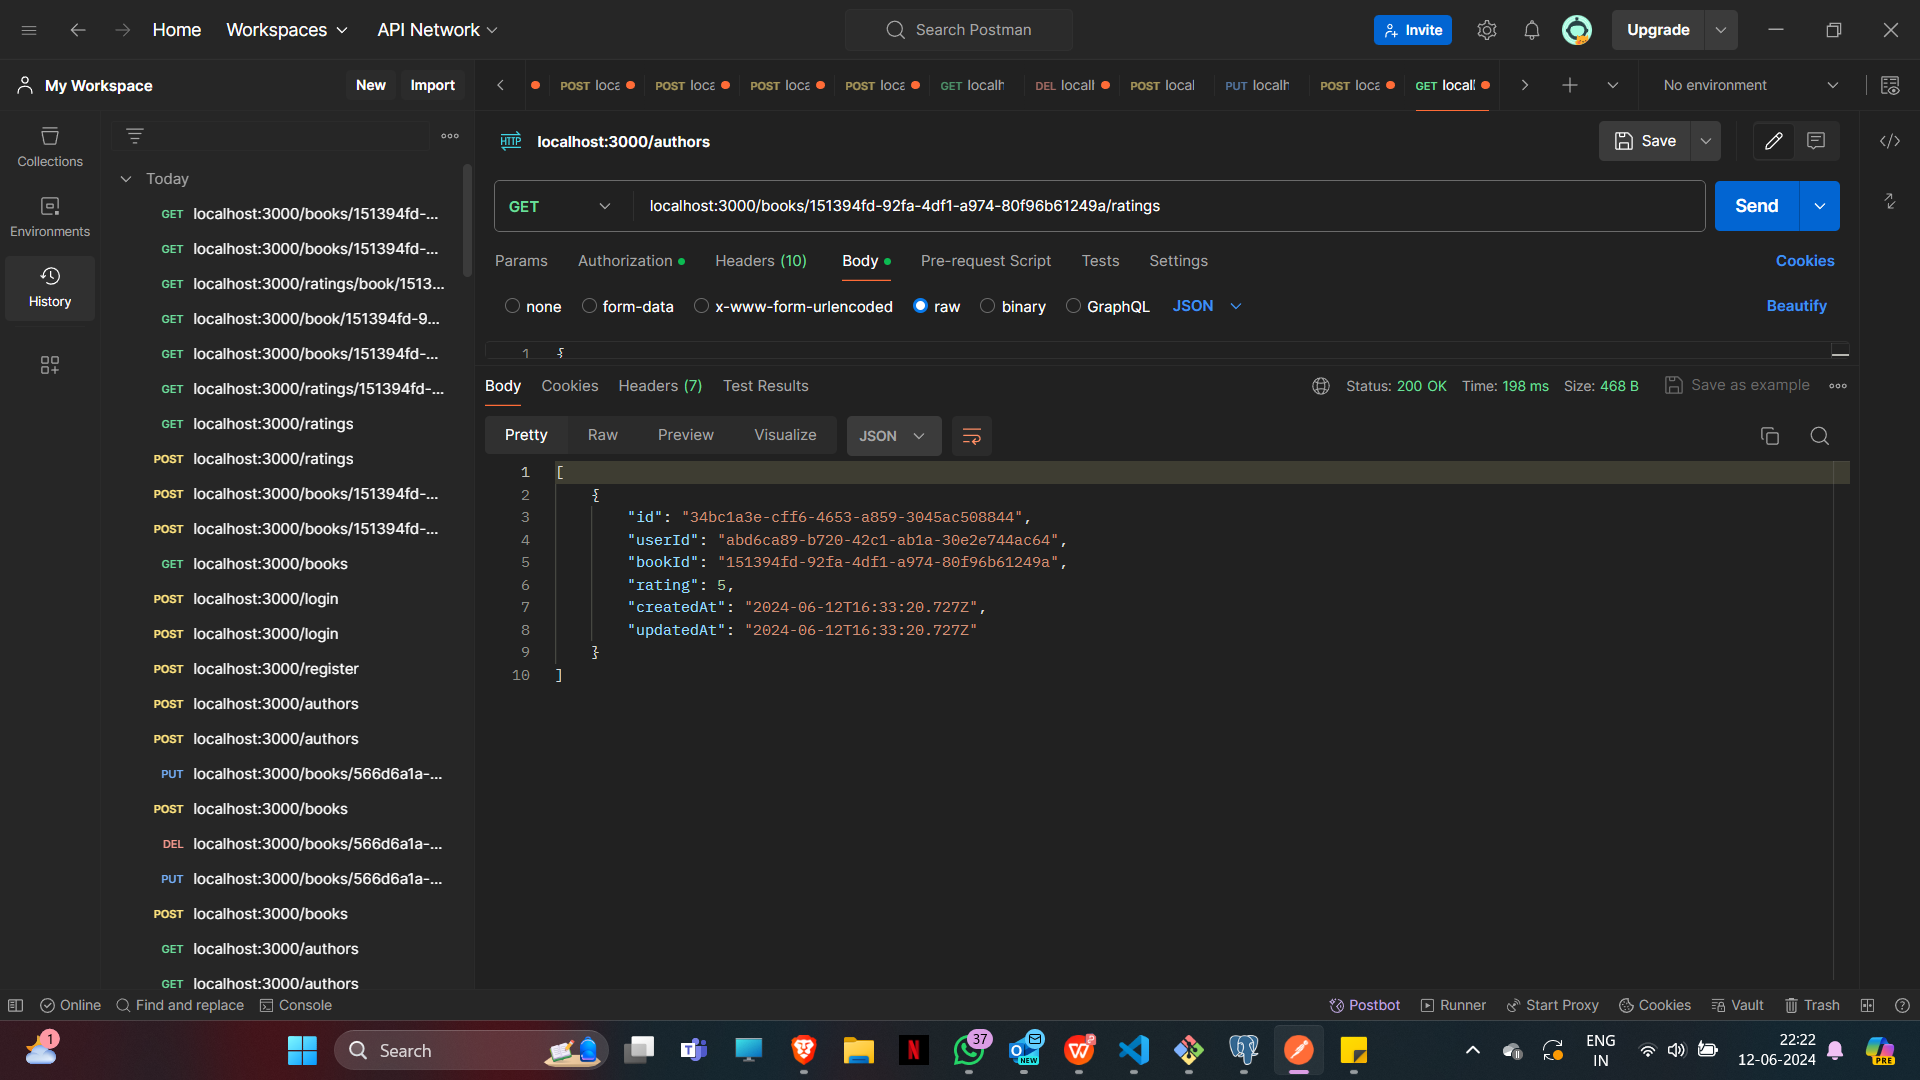 Home
Workspaces
API Network
Search Postman
Invite
Upgrade
My Workspace
New
Import
POST loca
POST loca
POST loca
POST loca
GET localh
DEL locall
POST local
PUT localh
POST loca
GET locall
No environment
Collections
Environments
History
Today
GET localhost:3000/books/151394fd-...
GET localhost:3000/books/151394fd-...
GET localhost:3000/ratings/book/1513...
GET localhost:3000/book/151394fd-9...
GET localhost:3000/books/151394fd-...
GET localhost:3000/ratings/151394fd-...
GET localhost:3000/ratings
POST localhost:3000/ratings
POST localhost:3000/books/151394fd-...
POST localhost:3000/books/151394fd-...
GET localhost:3000/books
POST localhost:3000/login
POST localhost:3000/login
POST localhost:3000/register
POST localhost:3000/authors
POST localhost:3000/authors
PUT localhost:3000/books/566d6a1a-...
POST localhost:3000/books
DEL localhost:3000/books/566d6a1a-...
PUT localhost:3000/books/566d6a1a-...
POST localhost:3000/books
GET localhost:3000/authors
GET localhost:3000/authors
HTTP localhost:3000/authors
Save
GET localhost:3000/books/151394fd-92fa-4df1-a974-80f96b61249a/ratings
Send
Params Authorization Headers (10) Body Pre-request Script Tests Settings
Cookies
none form-data x-www-form-urlencoded raw binary GraphQL JSON
Beautify
1 {
Body Cookies Headers (7) Test Results
Status: 200 OK Time: 198 ms Size: 468 B Save as example
Pretty Raw Preview Visualize JSON
1 [
2 {
3 "id": "34bc1a3e-cff6-4653-a859-3045ac508844",
4 "userId": "abd6ca89-b720-42c1-ab1a-30e2e744ac64",
5 "bookId": "151394fd-92fa-4df1-a974-80f96b61249a",
6 "rating": 5,
7 "createdAt": "2024-06-12T16:33:20.727Z",
8 "updatedAt": "2024-06-12T16:33:20.727Z"
9 }
10 ]
Online
Find and replace
Console
Postbot
Runner
Start Proxy
Cookies
Vault
Trash
1
Search
N
37
NEW
ENG
IN
22:22
12-06-2024
PRE